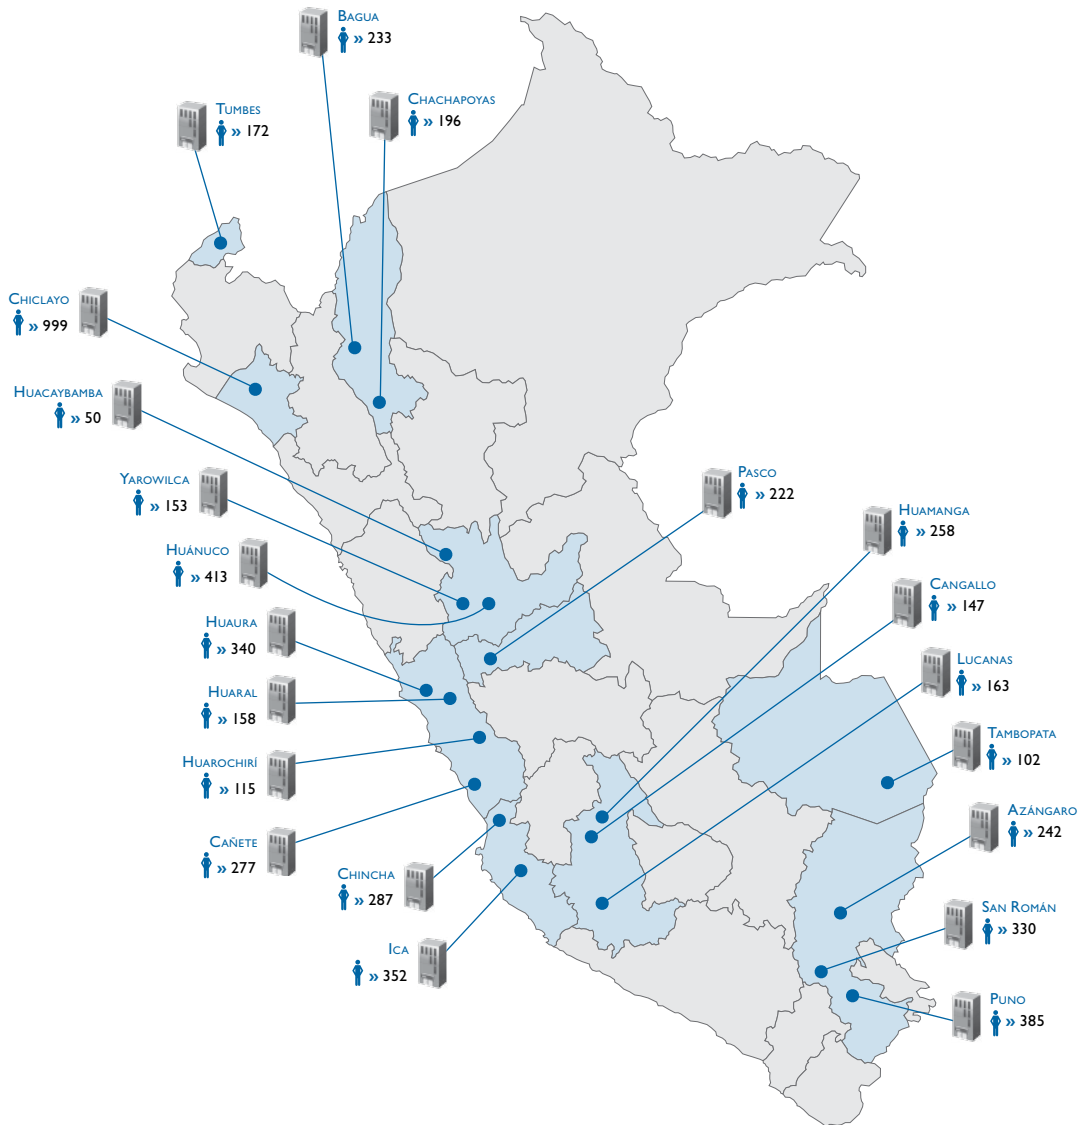 BAGUA
» 233
CHACHAPOYAS
» 196
TUMBES
» 172
CHICLAYO
» 999
HUACAYBAMBA
» 50
YAROWILCA
» 153
HUÁNUCO
» 413
HUAURA
» 340
HUARAL
» 158
HUAROCHIRÍ
» 115
CAÑETE
» 277
CHINCHA
» 287
ICA
» 352
PASCO
» 222
HUAMANGA
» 258
CANGALLO
» 147
LUCANAS
» 163
TAMBOPATA
» 102
AZÁNGARO
» 242
SAN ROMÁN
» 330
PUNO
» 385